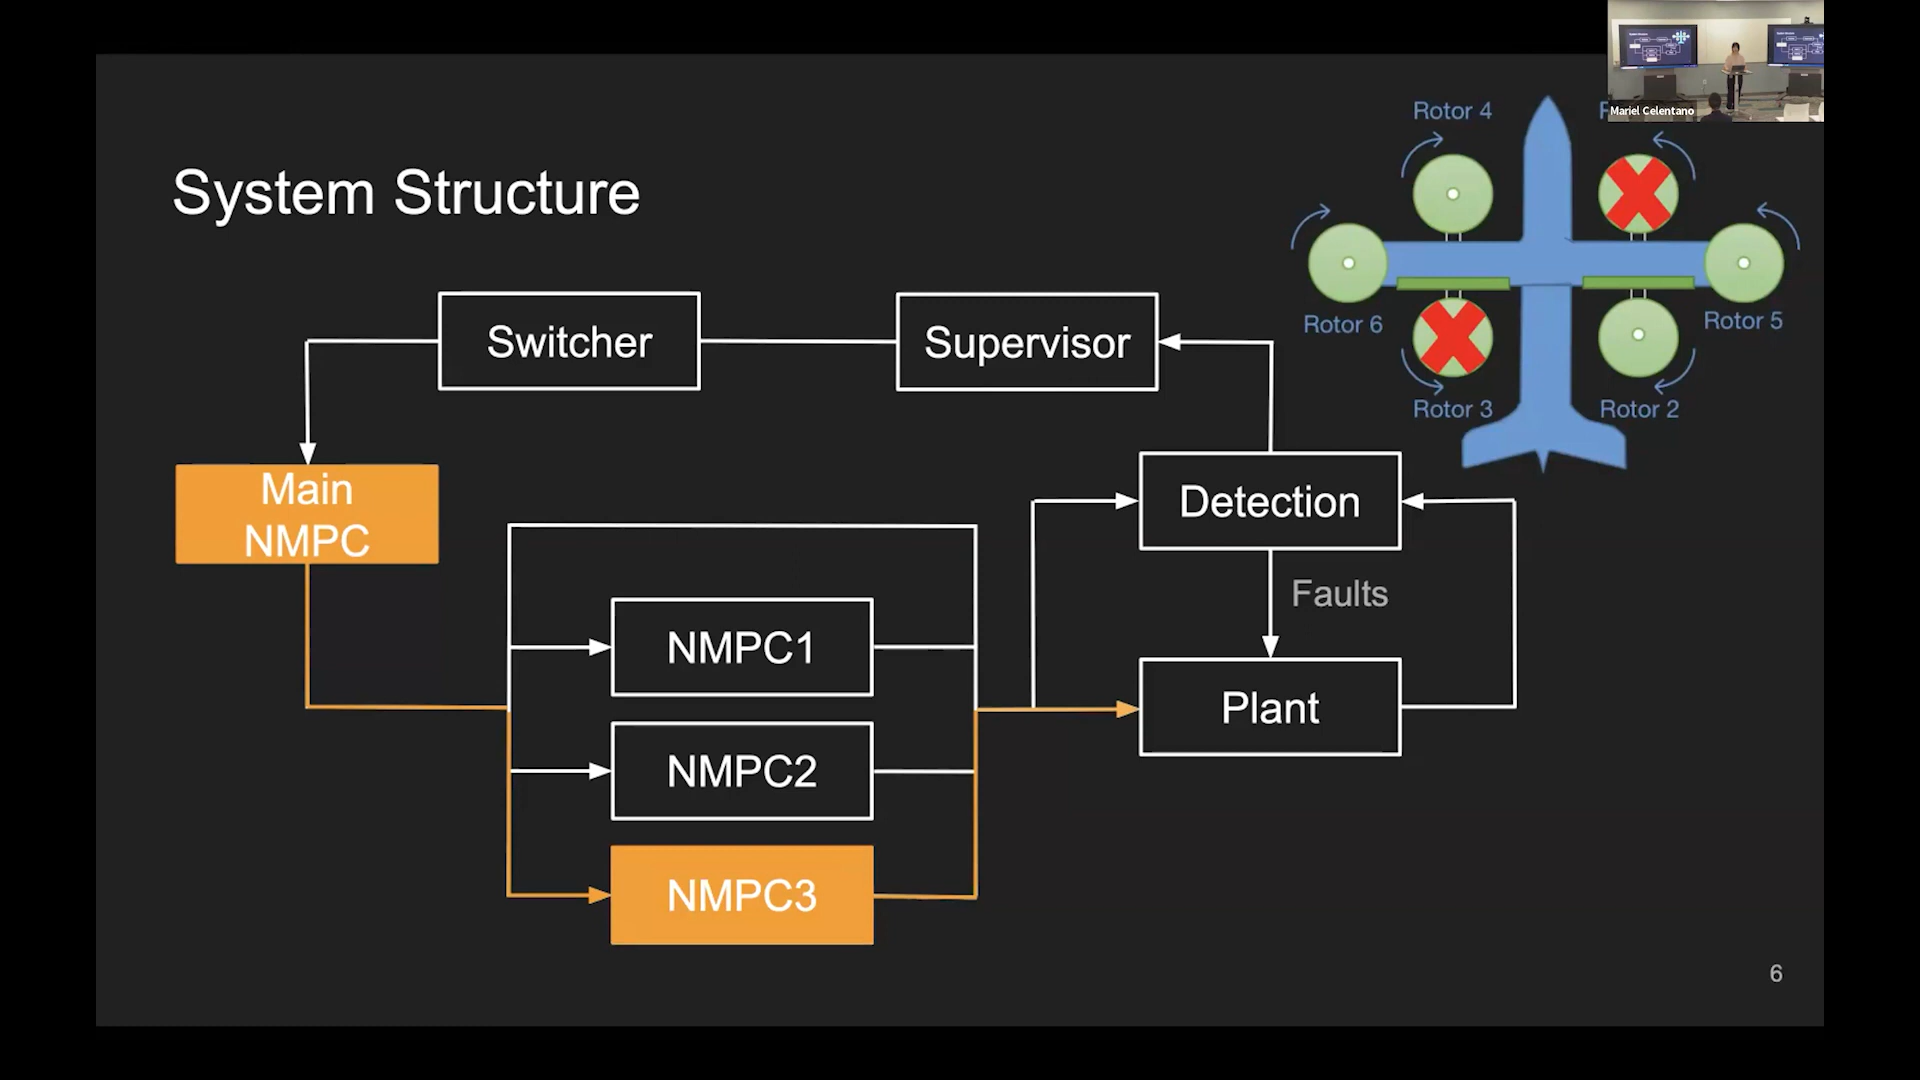 Mariel Celentano
Rotor 4
System Structure
Rotor 6
Rotor 5
Rotor 3
Rotor 2
Switcher
Supervisor
Main
NMPC
Detection
Faults
NMPC1
Plant
NMPC2
NMPC3
6